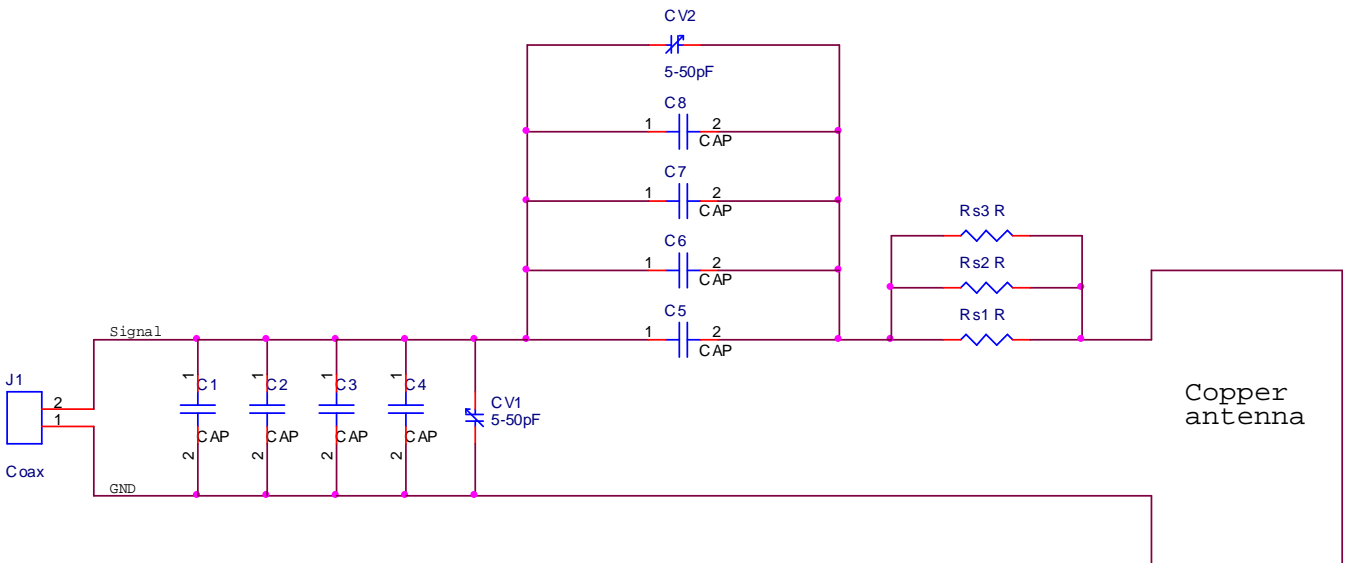 CV2
5-50pF
C8
1 2
CAP
C7
1 2
CAP
C6
1 2
CAP
C5
1 2
CAP
Rs3 R
Rs2 R
Rs1 R
Signal
J1
2
1
Coax
GND
1
C1
CAP
2
1
C2
CAP
2
1
C3
CAP
2
1
C4
CAP
2
CV1
5-50pF
Copper
antenna